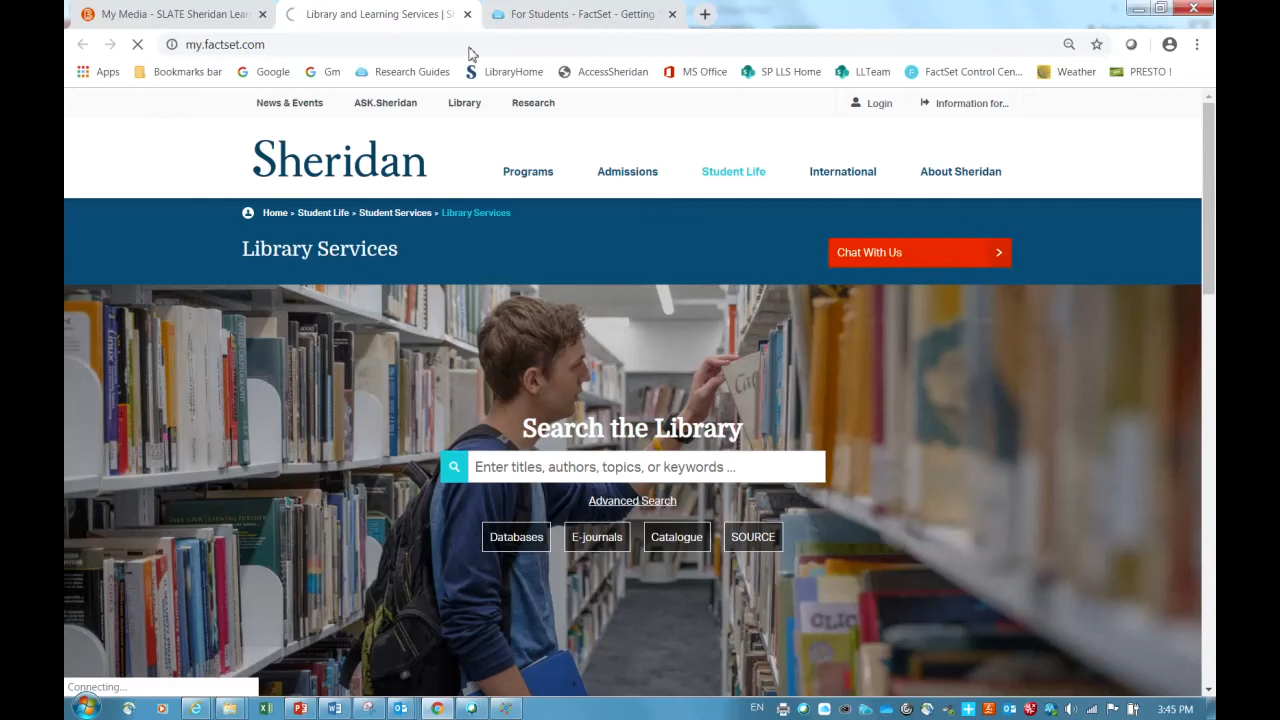 My Media - SLATE Sheridan Lear
Library and Learning Services | S
For Students - FactSet - Getting S
my.factset.com
Apps
Bookmarks bar
Google
Gm
Research Guides
LibraryHome
AccessSheridan
MS Office
SP LLS Home
LLTeam
FactSet Control Cen...
Weather
PRESTO !
News & Events
ASK.Sheridan
Library
Research
Login
Information for...
Sheridan
Programs
Admissions
Student Life
International
About Sheridan
Home > Student Life > Student Services > Library Services
Library Services
Chat With Us
Search the Library
Enter titles, authors, topics, or keywords ...
Advanced Search
Databases
E-journals
Catalogue
SOURCE
Connecting...
EN
3:45 PM